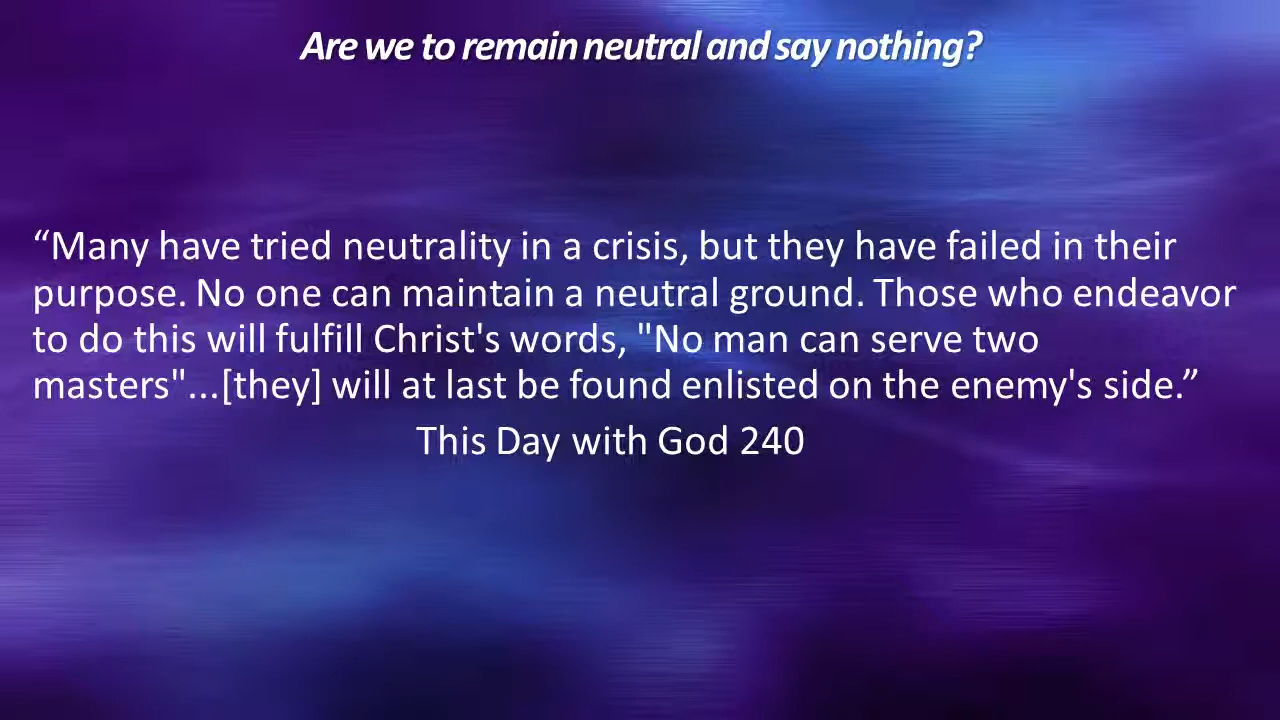 Are we to remain neutral and say nothing?
“Many have tried neutrality in a crisis, but they have failed in their
purpose. No one can maintain a neutral ground. Those who endeavor
to do this will fulfill Christ's words, "No man can serve two
masters"...[they] will at last be found enlisted on the enemy's side.”
This Day with God 240